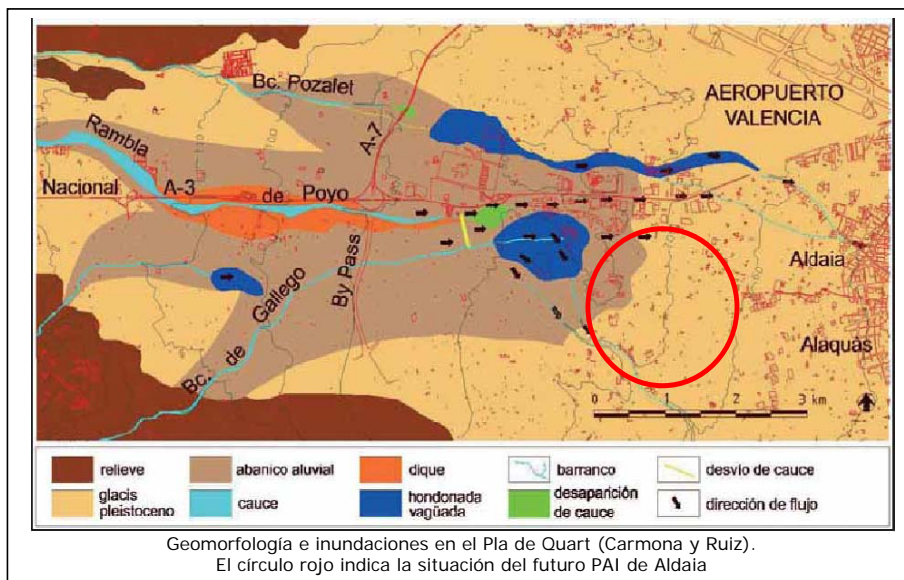 Bc. Pozalet
AEROPUERTO
VALENCIA
A-7
Rambla
Nacional
A-3
de Poyo
By Pass
Gallego
Bc. de
Aldaia
Alaquàs
0 1 2 3 km
relieve
abanico aluvial
dique
barranco
desvio de cauce
glacis
pleistoceno
cauce
hondonada
vagüada
desaparición
de cauce
dirección de flujo
Geomorfología e inundaciones en el Pla de Quart (Carmona y Ruiz).
El círculo rojo indica la situación del futuro PAI de Aldaia